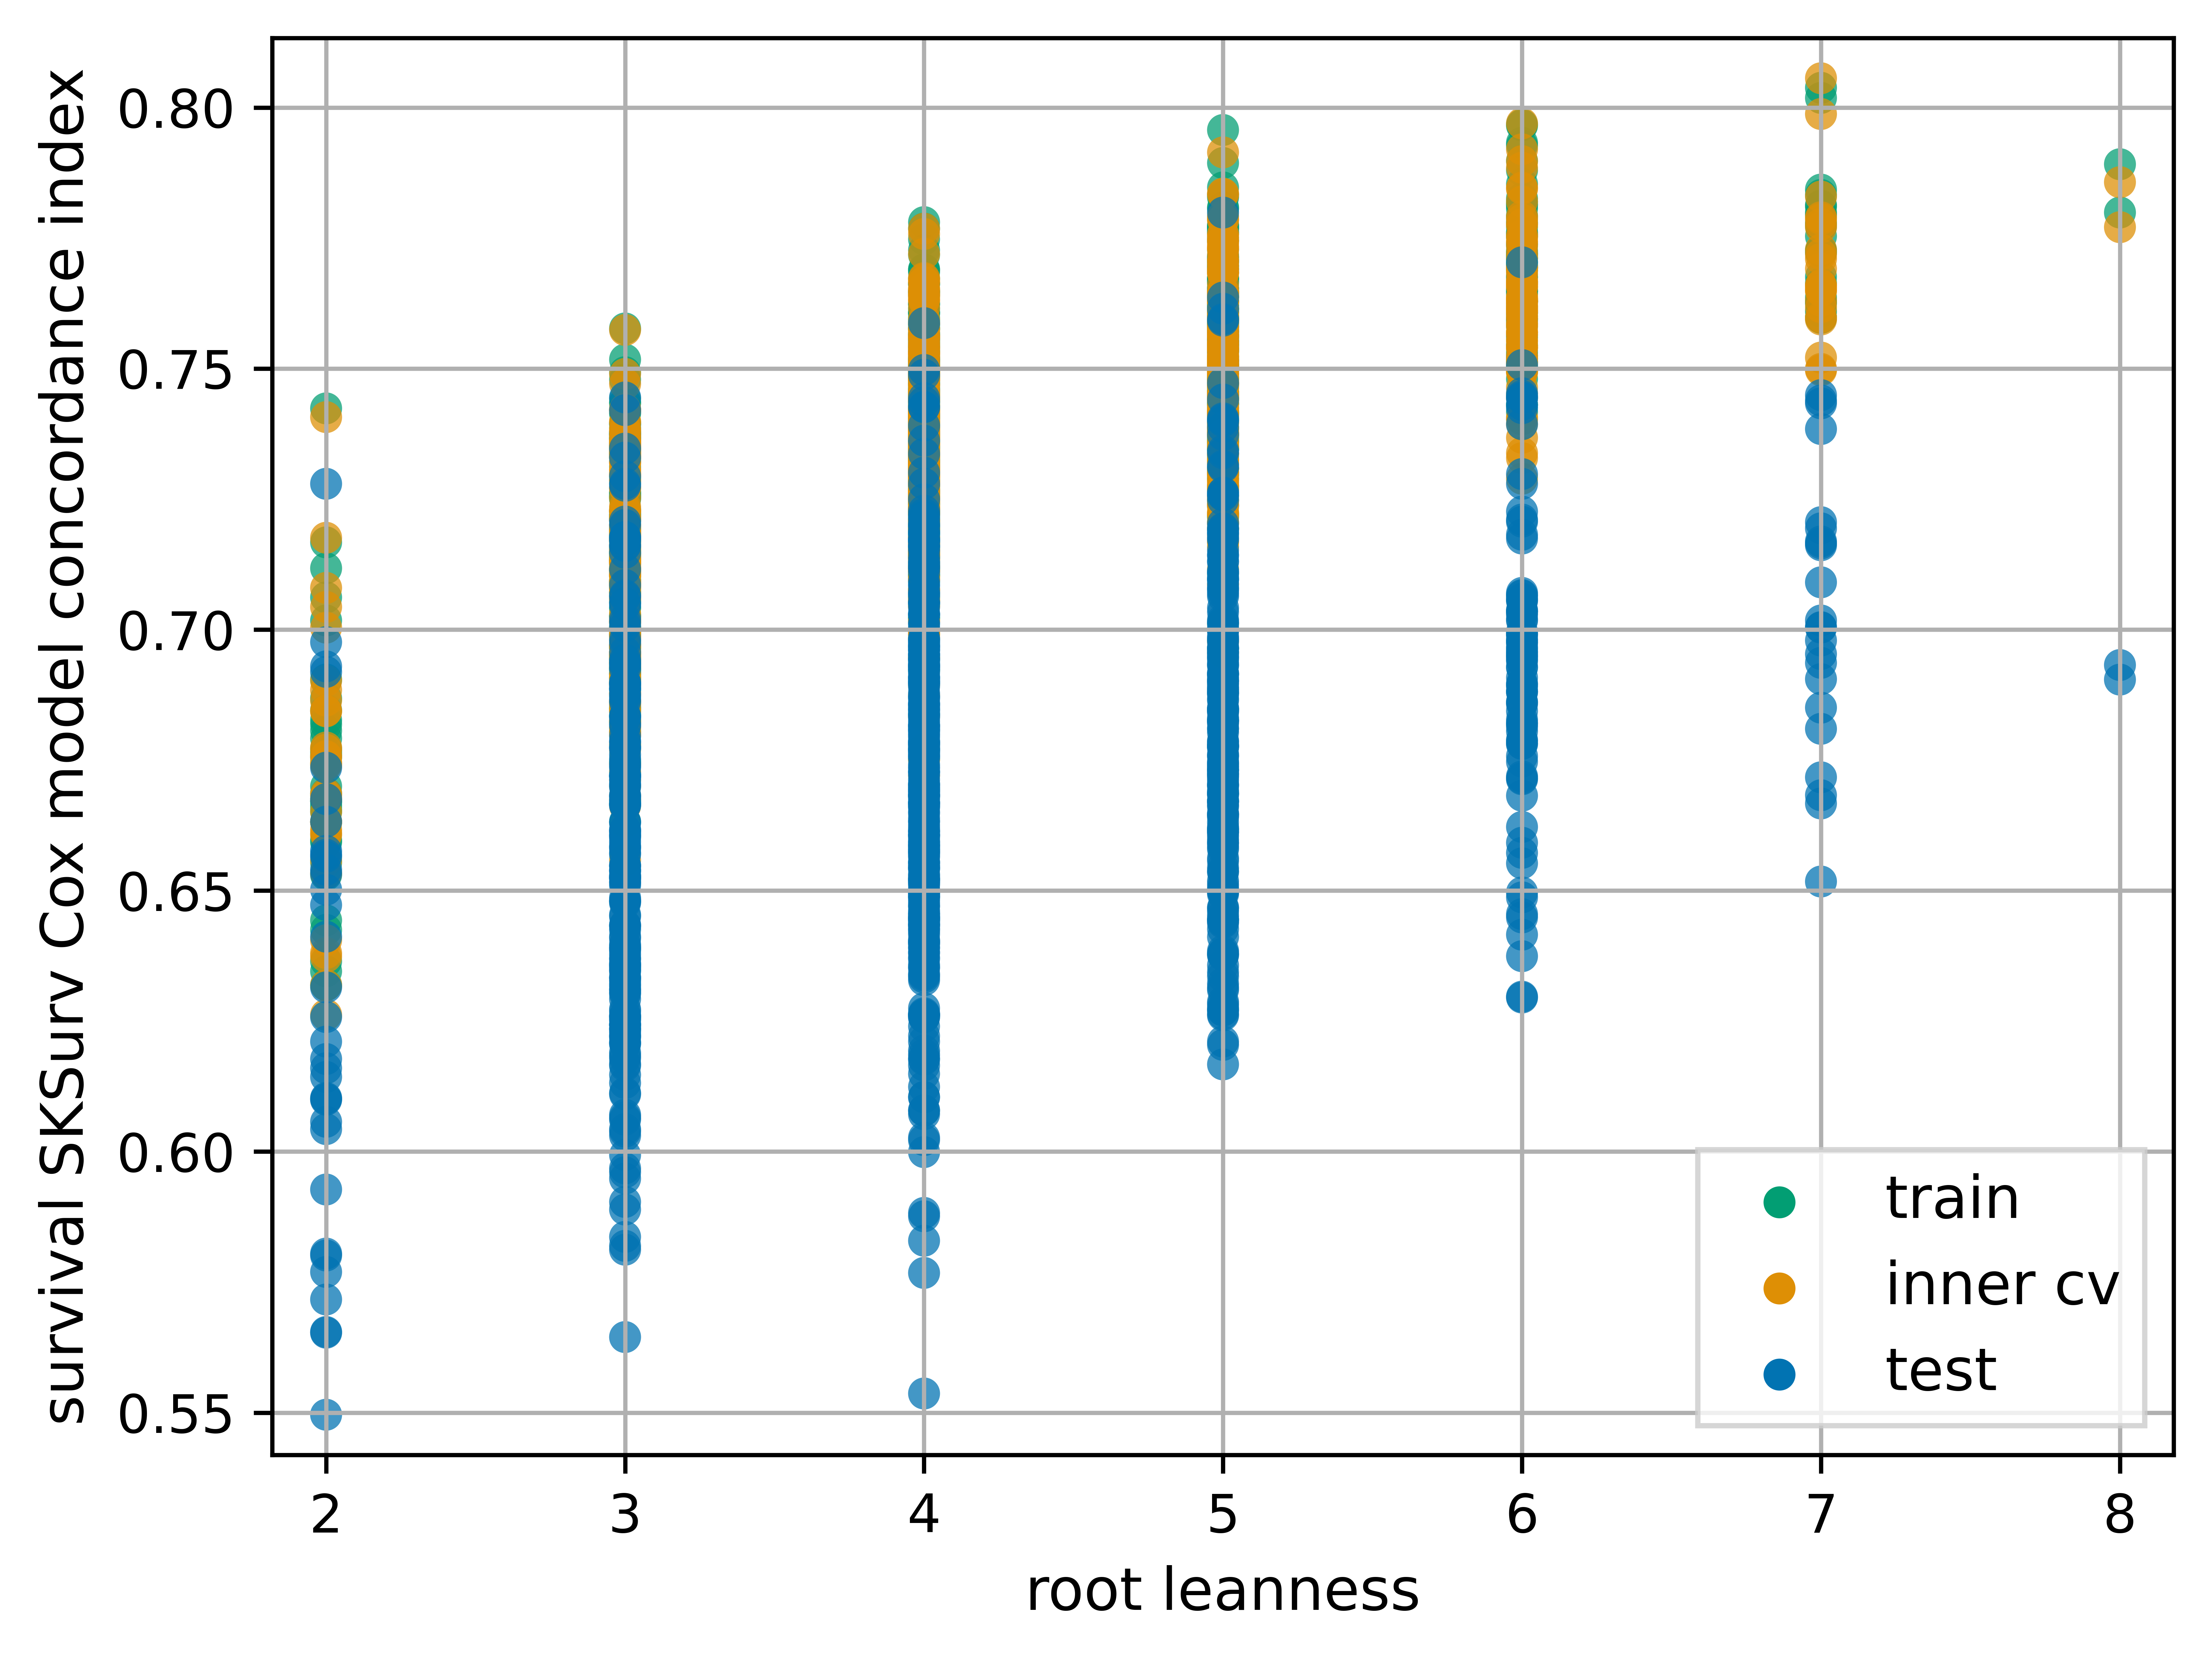 survival SKSurv Cox model concordance index
0.80
0.75
0.70
0.65
0.60
0.55
2 3 4 5 6 7 8
root leanness
train
inner cv
test